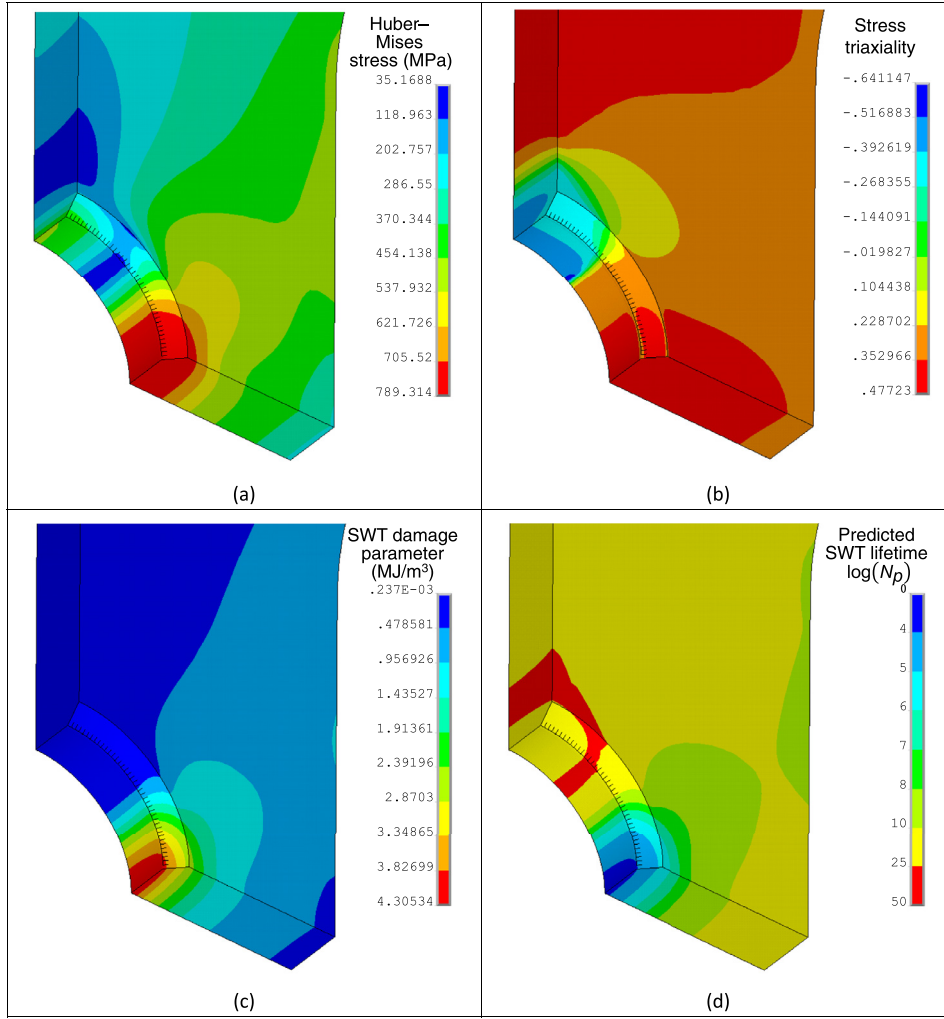 Huber–
Mises
stress (MPa)
35.1688
118.963
202.757
286.55
370.344
454.138
537.932
621.726
705.52
789.314
(a)
Stress
triaxiality
-.641147
-.516883
-.392619
-.268355
-.144091
-.019827
.104438
.228702
.352966
.47723
(b)
SWT damage
parameter
(MJ/m³)
.237E-03
.478581
.956926
1.43527
1.91361
2.39196
2.8703
3.34865
3.82699
4.30534
(c)
Predicted
SWT lifetime
log(Np)
0
4
5
6
7
8
10
25
50
(d)